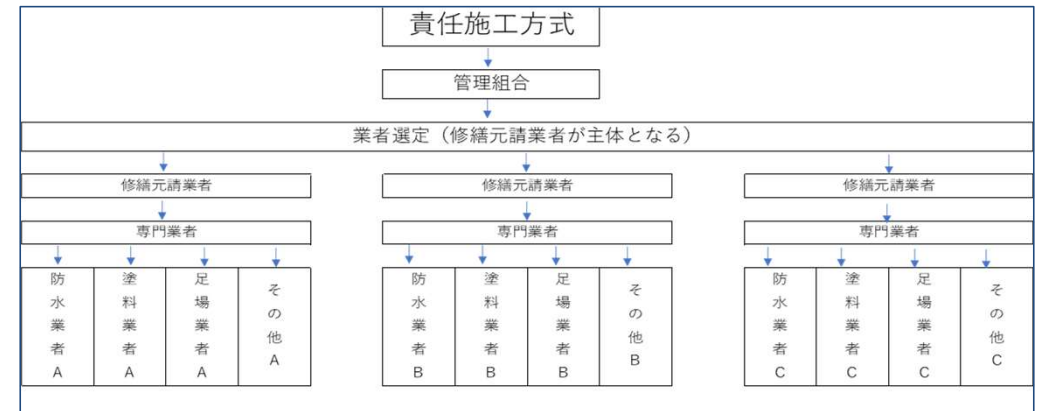 責任施工方式
管理組合
業者選定（修繕元請業者が主体となる）
修繕元請業者
修繕元請業者
修繕元請業者
専門業者
専門業者
専門業者
防水業者A
塗料業者A
足場業者A
その他A
防水業者B
塗料業者B
足場業者B
その他B
防水業者C
塗料業者C
足場業者C
その他C